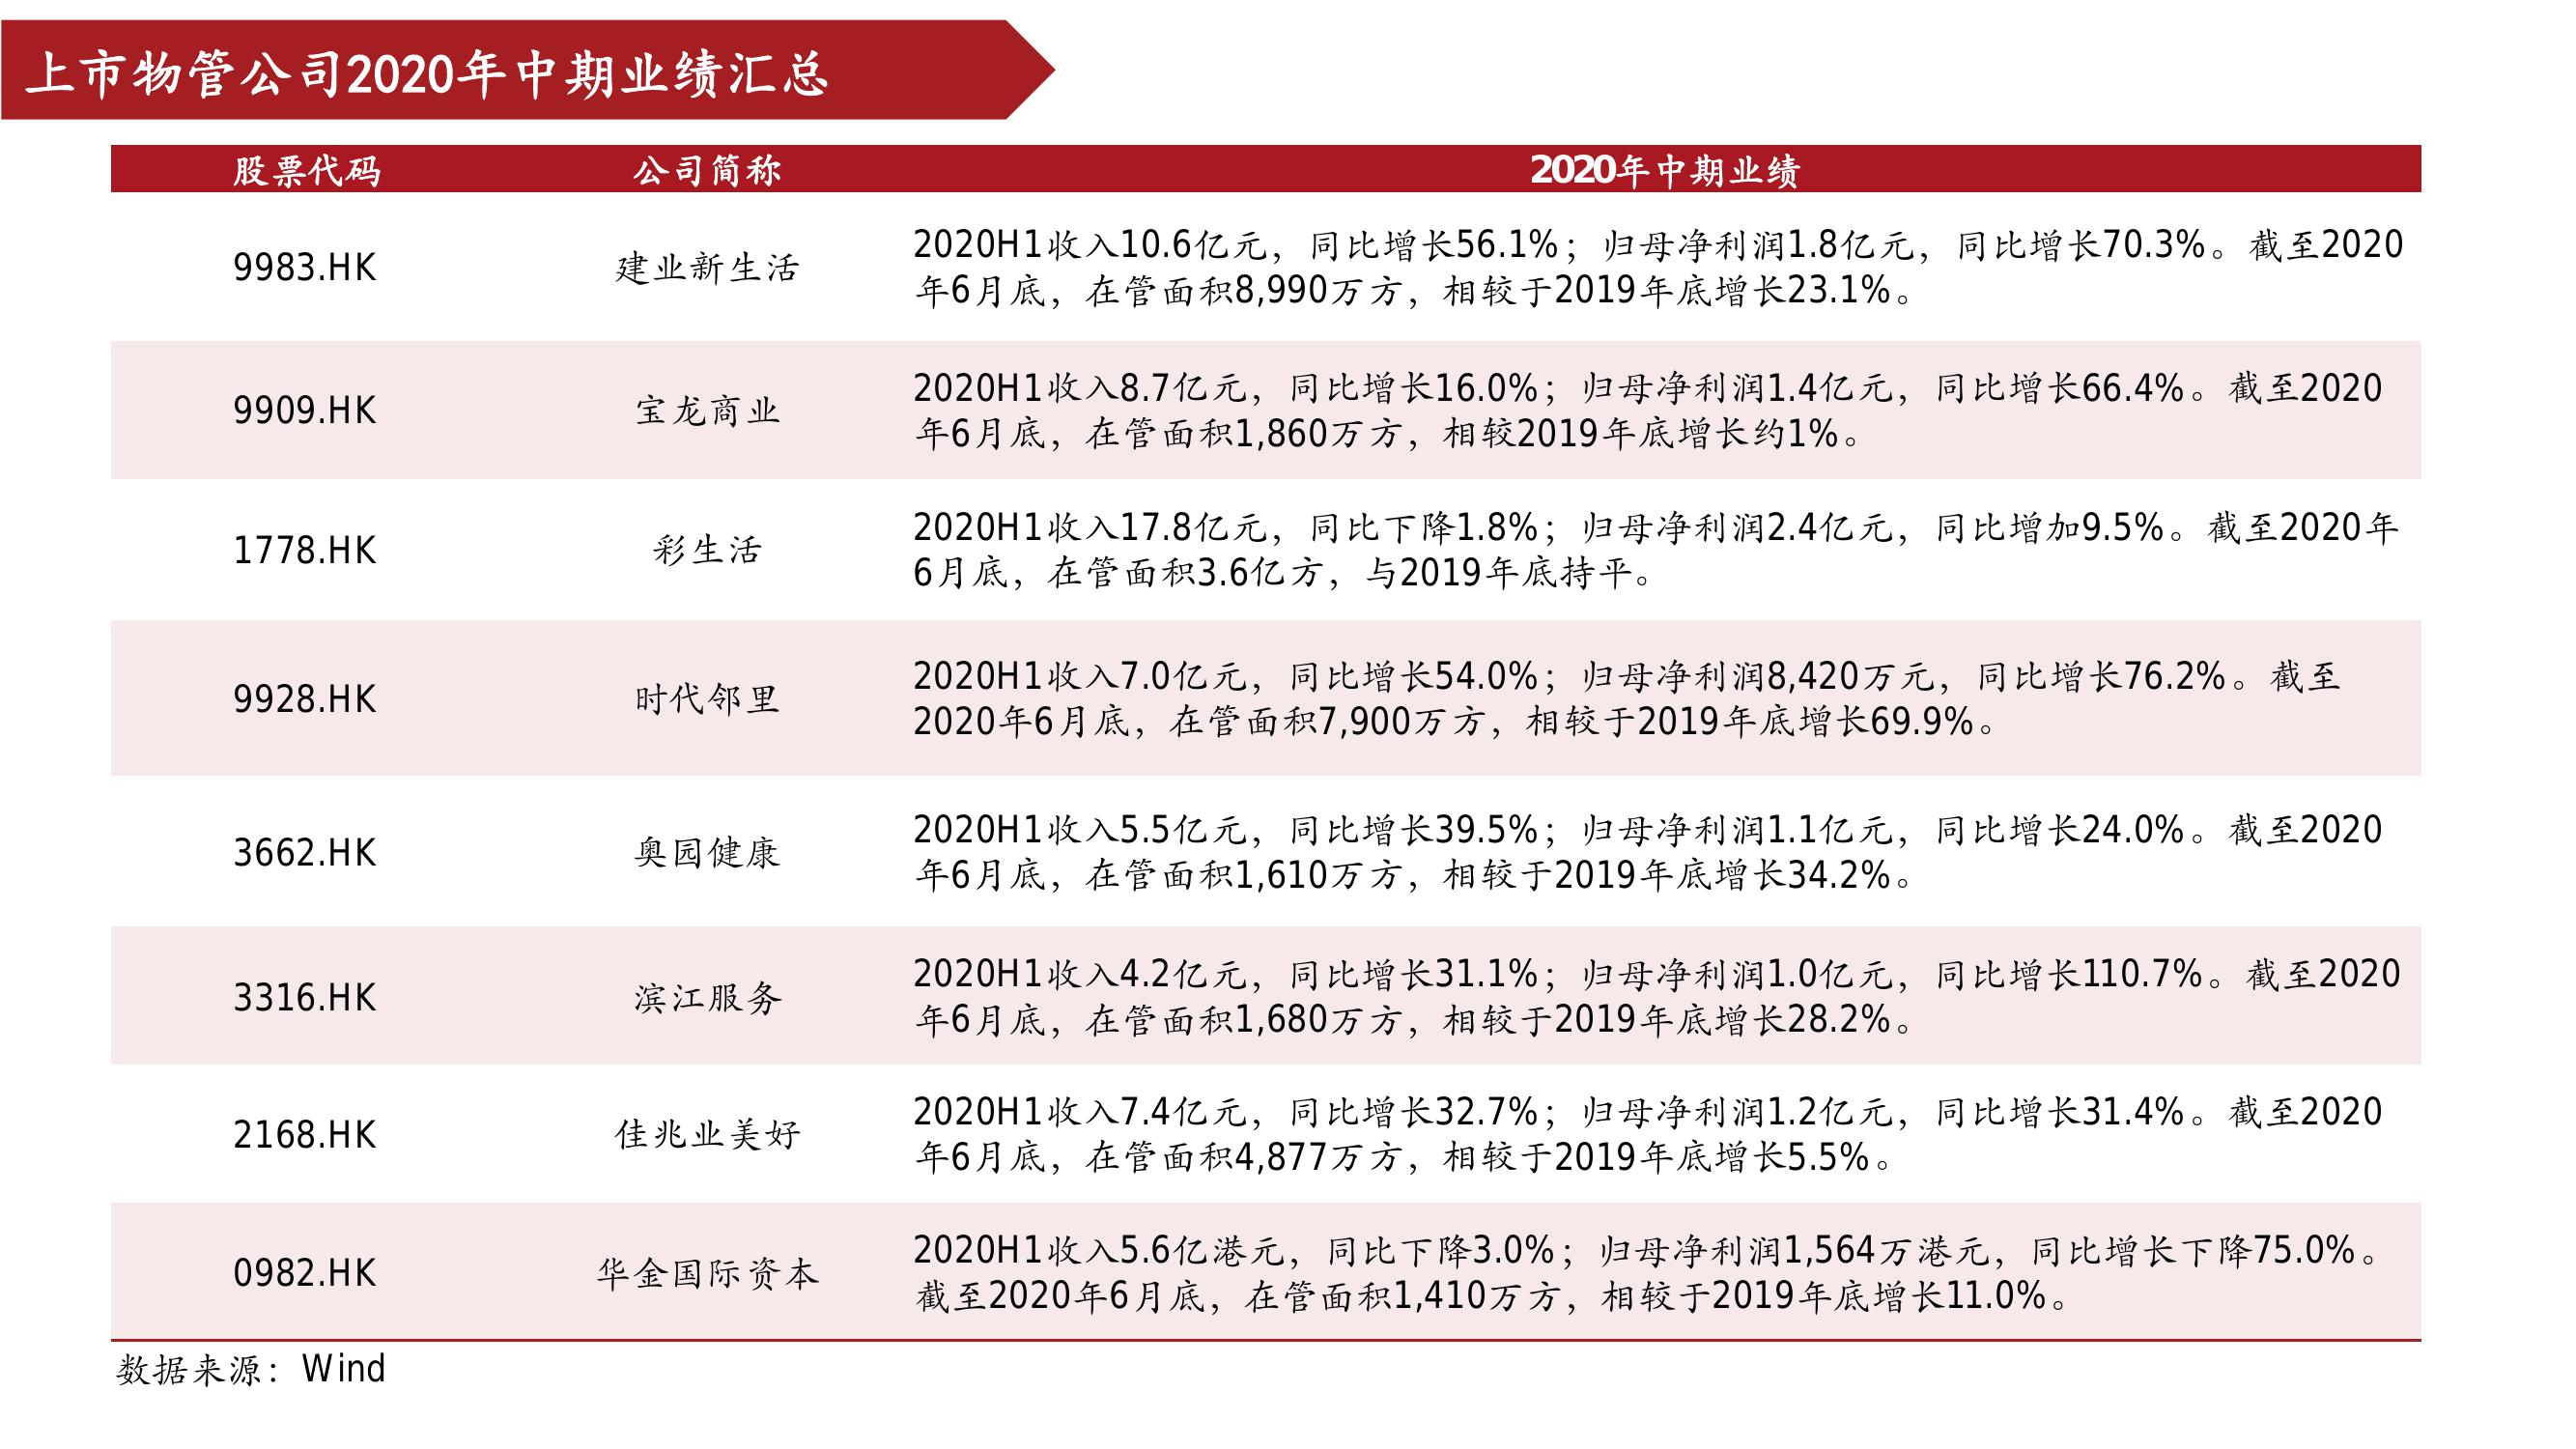 上市物管公司2020年中期业绩汇总
股票代码 公司简称 2020年中期业绩
9983.HK 建业新生活 2020H1收入10.6亿元，同比增长56.1%；归母净利润1.8亿元，同比增长70.3%。截至2020
年6月底，在管面积8,990万方，相较于2019年底增长23.1%。
9909.HK 宝龙商业 2020H1收入8.7亿元，同比增长16.0%；归母净利润1.4亿元，同比增长66.4%。截至2020
年6月底，在管面积1,860万方，相较2019年底增长约1%。
1778.HK 彩生活 2020H1收入17.8亿元，同比下降1.8%；归母净利润2.4亿元，同比增加9.5%。截至2020年
6月底，在管面积3.6亿方，与2019年底持平。
9928.HK 时代邻里 2020H1收入7.0亿元，同比增长54.0%；归母净利润8,420万元，同比增长76.2%。截至
2020年6月底，在管面积7,900万方，相较于2019年底增长69.9%。
3662.HK 奥园健康 2020H1收入5.5亿元，同比增长39.5%；归母净利润1.1亿元，同比增长24.0%。截至2020
年6月底，在管面积1,610万方，相较于2019年底增长34.2%。
3316.HK 滨江服务 2020H1收入4.2亿元，同比增长31.1%；归母净利润1.0亿元，同比增长110.7%。截至2020
年6月底，在管面积1,680万方，相较于2019年底增长28.2%。
2168.HK 佳兆业美好 2020H1收入7.4亿元，同比增长32.7%；归母净利润1.2亿元，同比增长31.4%。截至2020
年6月底，在管面积4,877万方，相较于2019年底增长5.5%。
0982.HK 华金国际资本 2020H1收入5.6亿港元，同比下降3.0%；归母净利润1,564万港元，同比增长下降75.0%。
截至2020年6月底，在管面积1,410万方，相较于2019年底增长11.0%。
数据来源：Wind